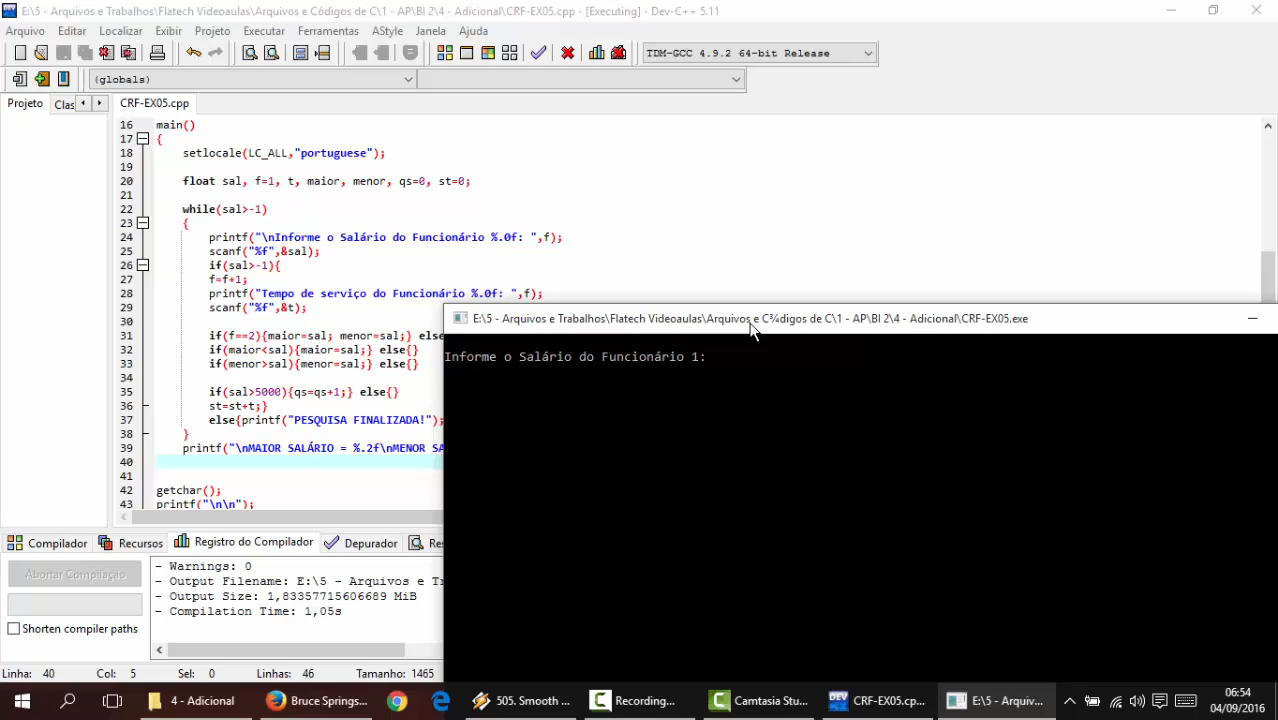 E:\5 - Arquivos e Trabalhos\Flatech Videoaulas\Arquivos e Códigos de C\1 - AP\BI 2\4 - Adicional\CRF-EX05.cpp - [Executing] - Dev-C++ 5.11
Arquivo Editar Localizar Exibir Projeto Executar Ferramentas AStyle Janela Ajuda
TDM-GCC 4.9.2 64-bit Release
(globals)
Projeto Clas CRF-EX05.cpp
16 main()
17 {
18 setlocale(LC_ALL,"portuguese");
19
20 float sal, f=1, t, maior, menor, qs=0, st=0;
21
22 while(sal>-1)
23 {
24 printf("\nInforme o Salário do Funcionário %.0f: ",f);
25 scanf("%f",&sal);
26 if(sal>-1){
27 f=f+1;
28 printf("Tempo de serviço do Funcionário %.0f: ",f);
29 scanf("%f",&t);
30
31 if(f==2){maior=sal; menor=sal;} else
32 if(maior<sal){maior=sal;} else{}
33 if(menor>sal){menor=sal;} else{}
34
35 if(sal>5000){qs=qs+1;} else{}
36 st=st+t;}
37 else{printf("PESQUISA FINALIZADA!");
38 }
39 printf("\nMAIOR SALÁRIO = %.2f\nMENOR SA
40
41
42 getchar();
43 printf("\n\n");
E:\5 - Arquivos e Trabalhos\Flatech Videoaulas\Arquivos e C¾digos de C\1 - AP\BI 2\4 - Adicional\CRF-EX05.exe
Informe o Salário do Funcionário 1:
Compilador Recursos Registro do Compilador Depurador Res
Abortar Compilação
Shorten compiler paths
- Warnings: 0
- Output Filename: E:\5 - Arquivos e T
- Output Size: 1,83357715606689 MiB
- Compilation Time: 1,05s
Linha: 40 Col: 5 Sel: 0 Linhas: 46 Tamanho: 1465
4 - Adicional Bruce Springs... 505. Smooth ... Recording... Camtasia Stu... CRF-EX05.cp... E:\5 - Arquiv...
06:54
04/09/2016